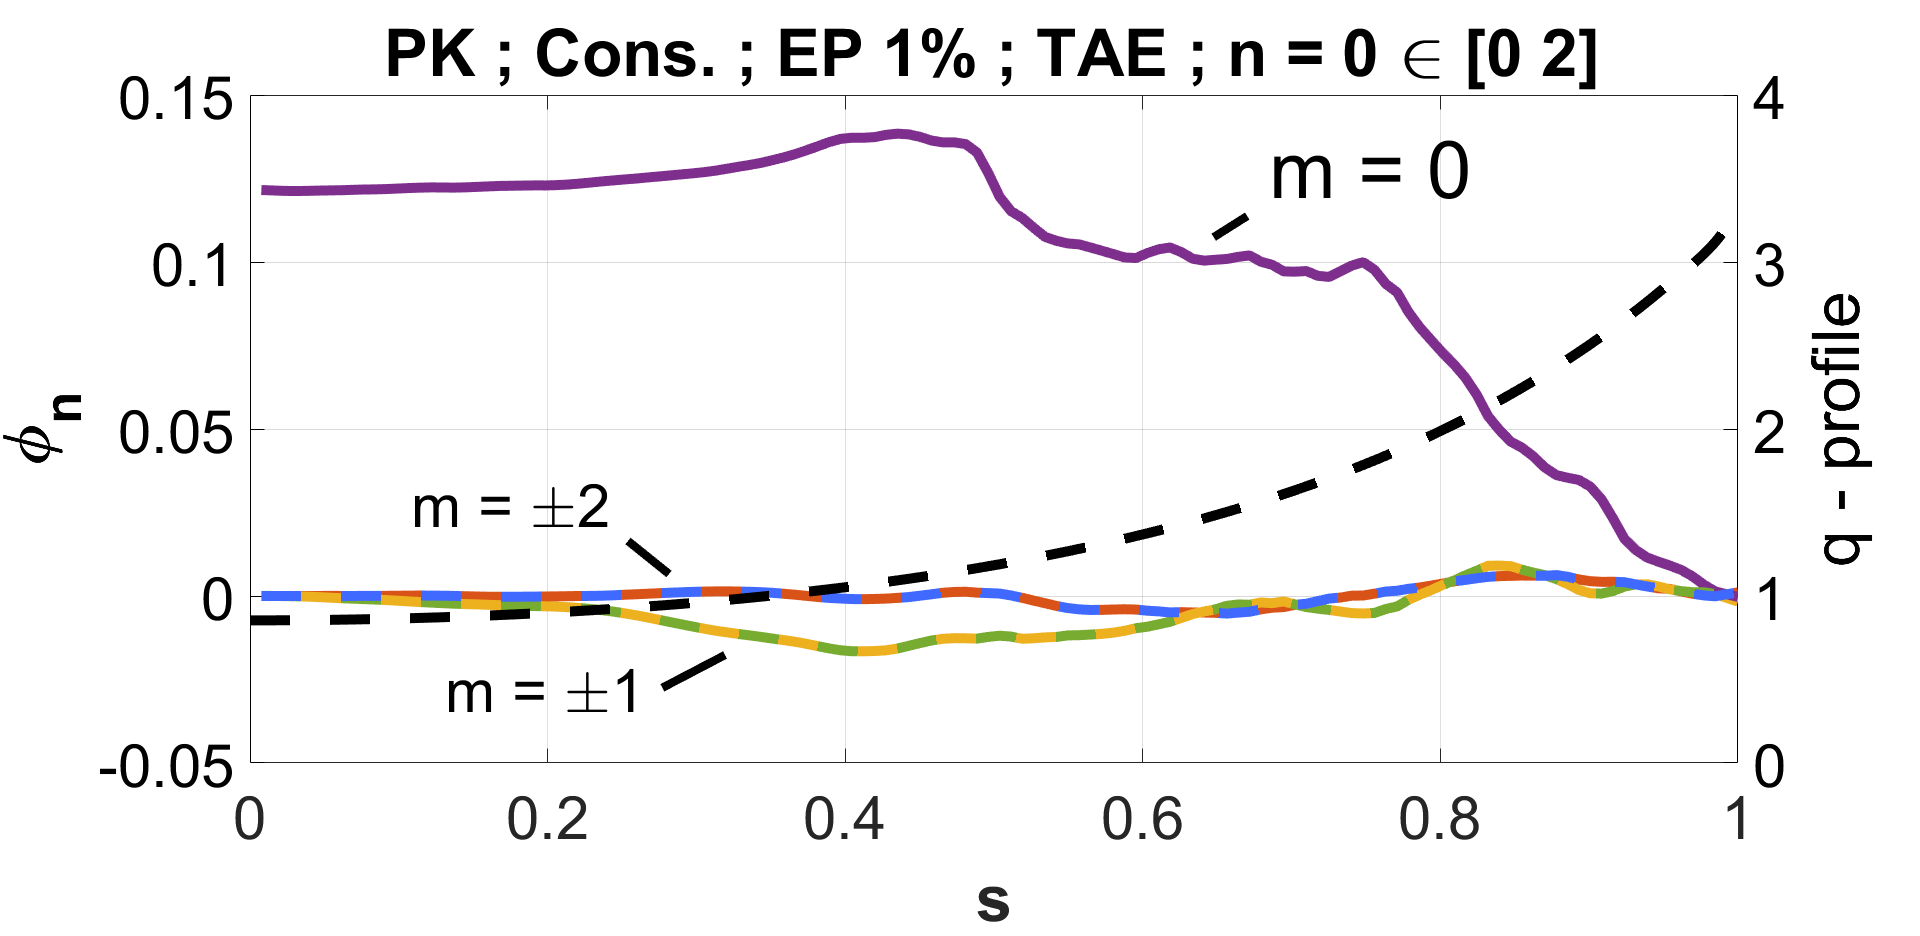 PK ; Cons. ; EP 1% ; TAE ; n = 0 ∈ [0 2]
0.15
0.1
0.05
0
-0.05
ϕn
4
3
2
1
0
q - profile
m = 0
m = ±2
m = ±1
0 0.2 0.4 0.6 0.8 1
s